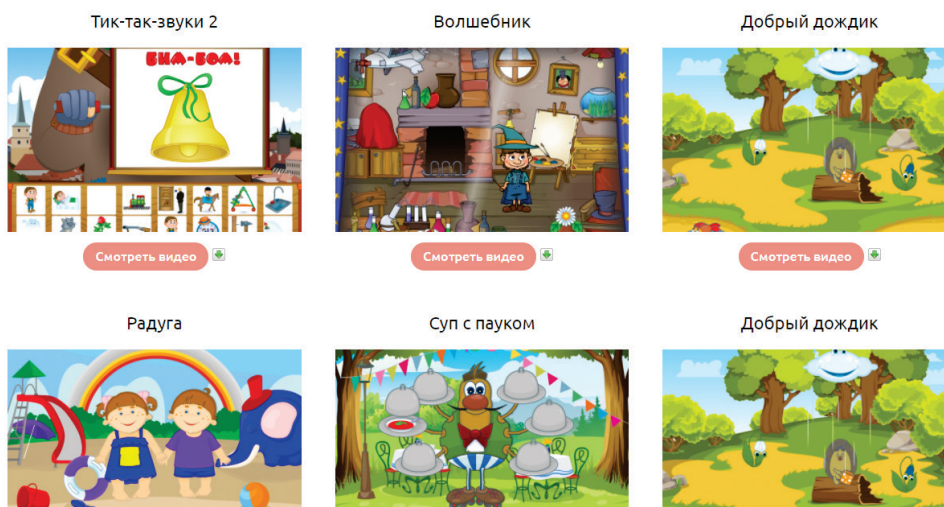 Тик-так-звуки 2
Волшебник
Добрый дождик
БИМ-БОМ!
Смотреть видео
Смотреть видео
Смотреть видео
Радуга
Суп с пауком
Добрый дождик